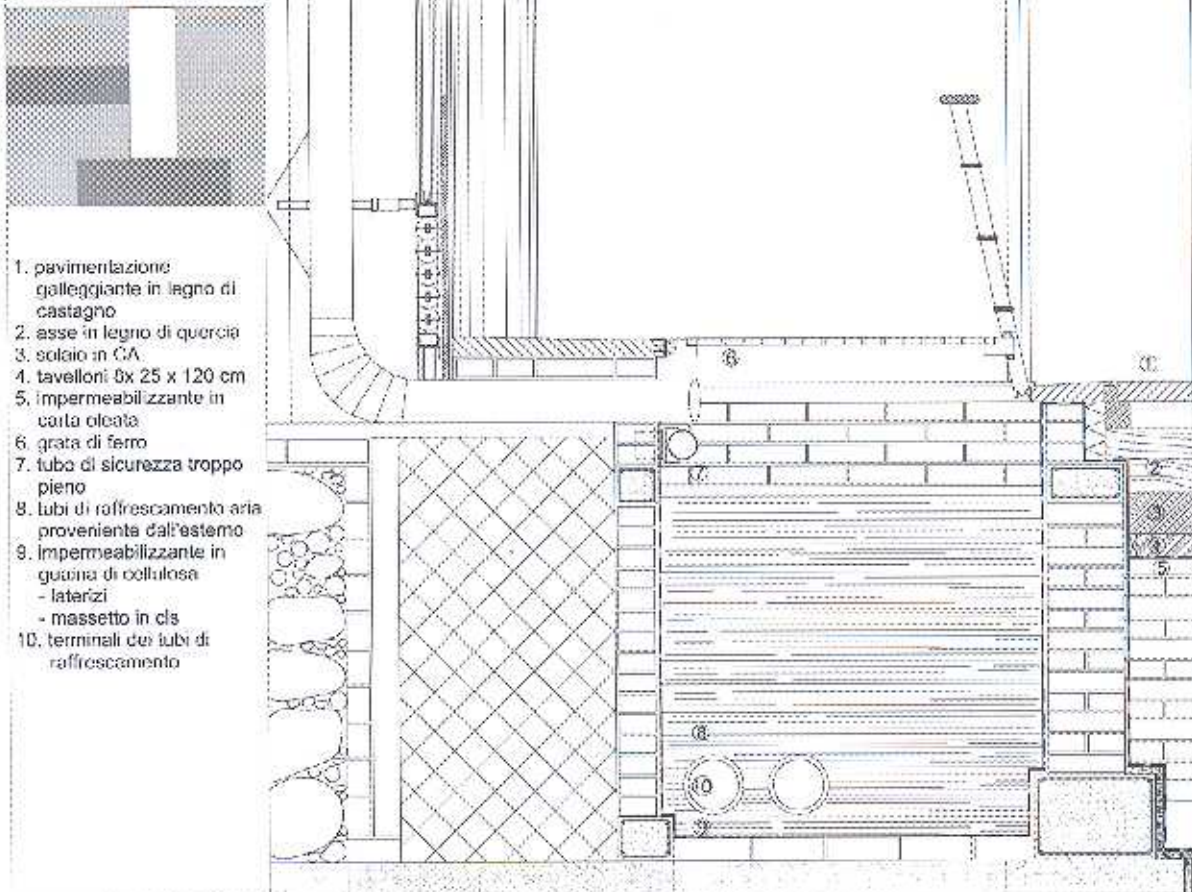 1. pavimentazione
galleggiante in legno di
castagno
2. asse in legno di quercia
3. solaio in CA
4. tavelloni 8x 25 x 120 cm
5. impermeabilizzante in
carta oleata
6. grata di ferro
7. tubo di sicurezza troppo
pieno
8. tubi di raffrescamento aria
proveniente dall'esterno
9. impermeabilizzante in
guaina di cellulosa
- laterizi
- massetto in cls
10. terminali dei tubi di
raffrescamento
6
1
7
2
3
4
5
8
10
9